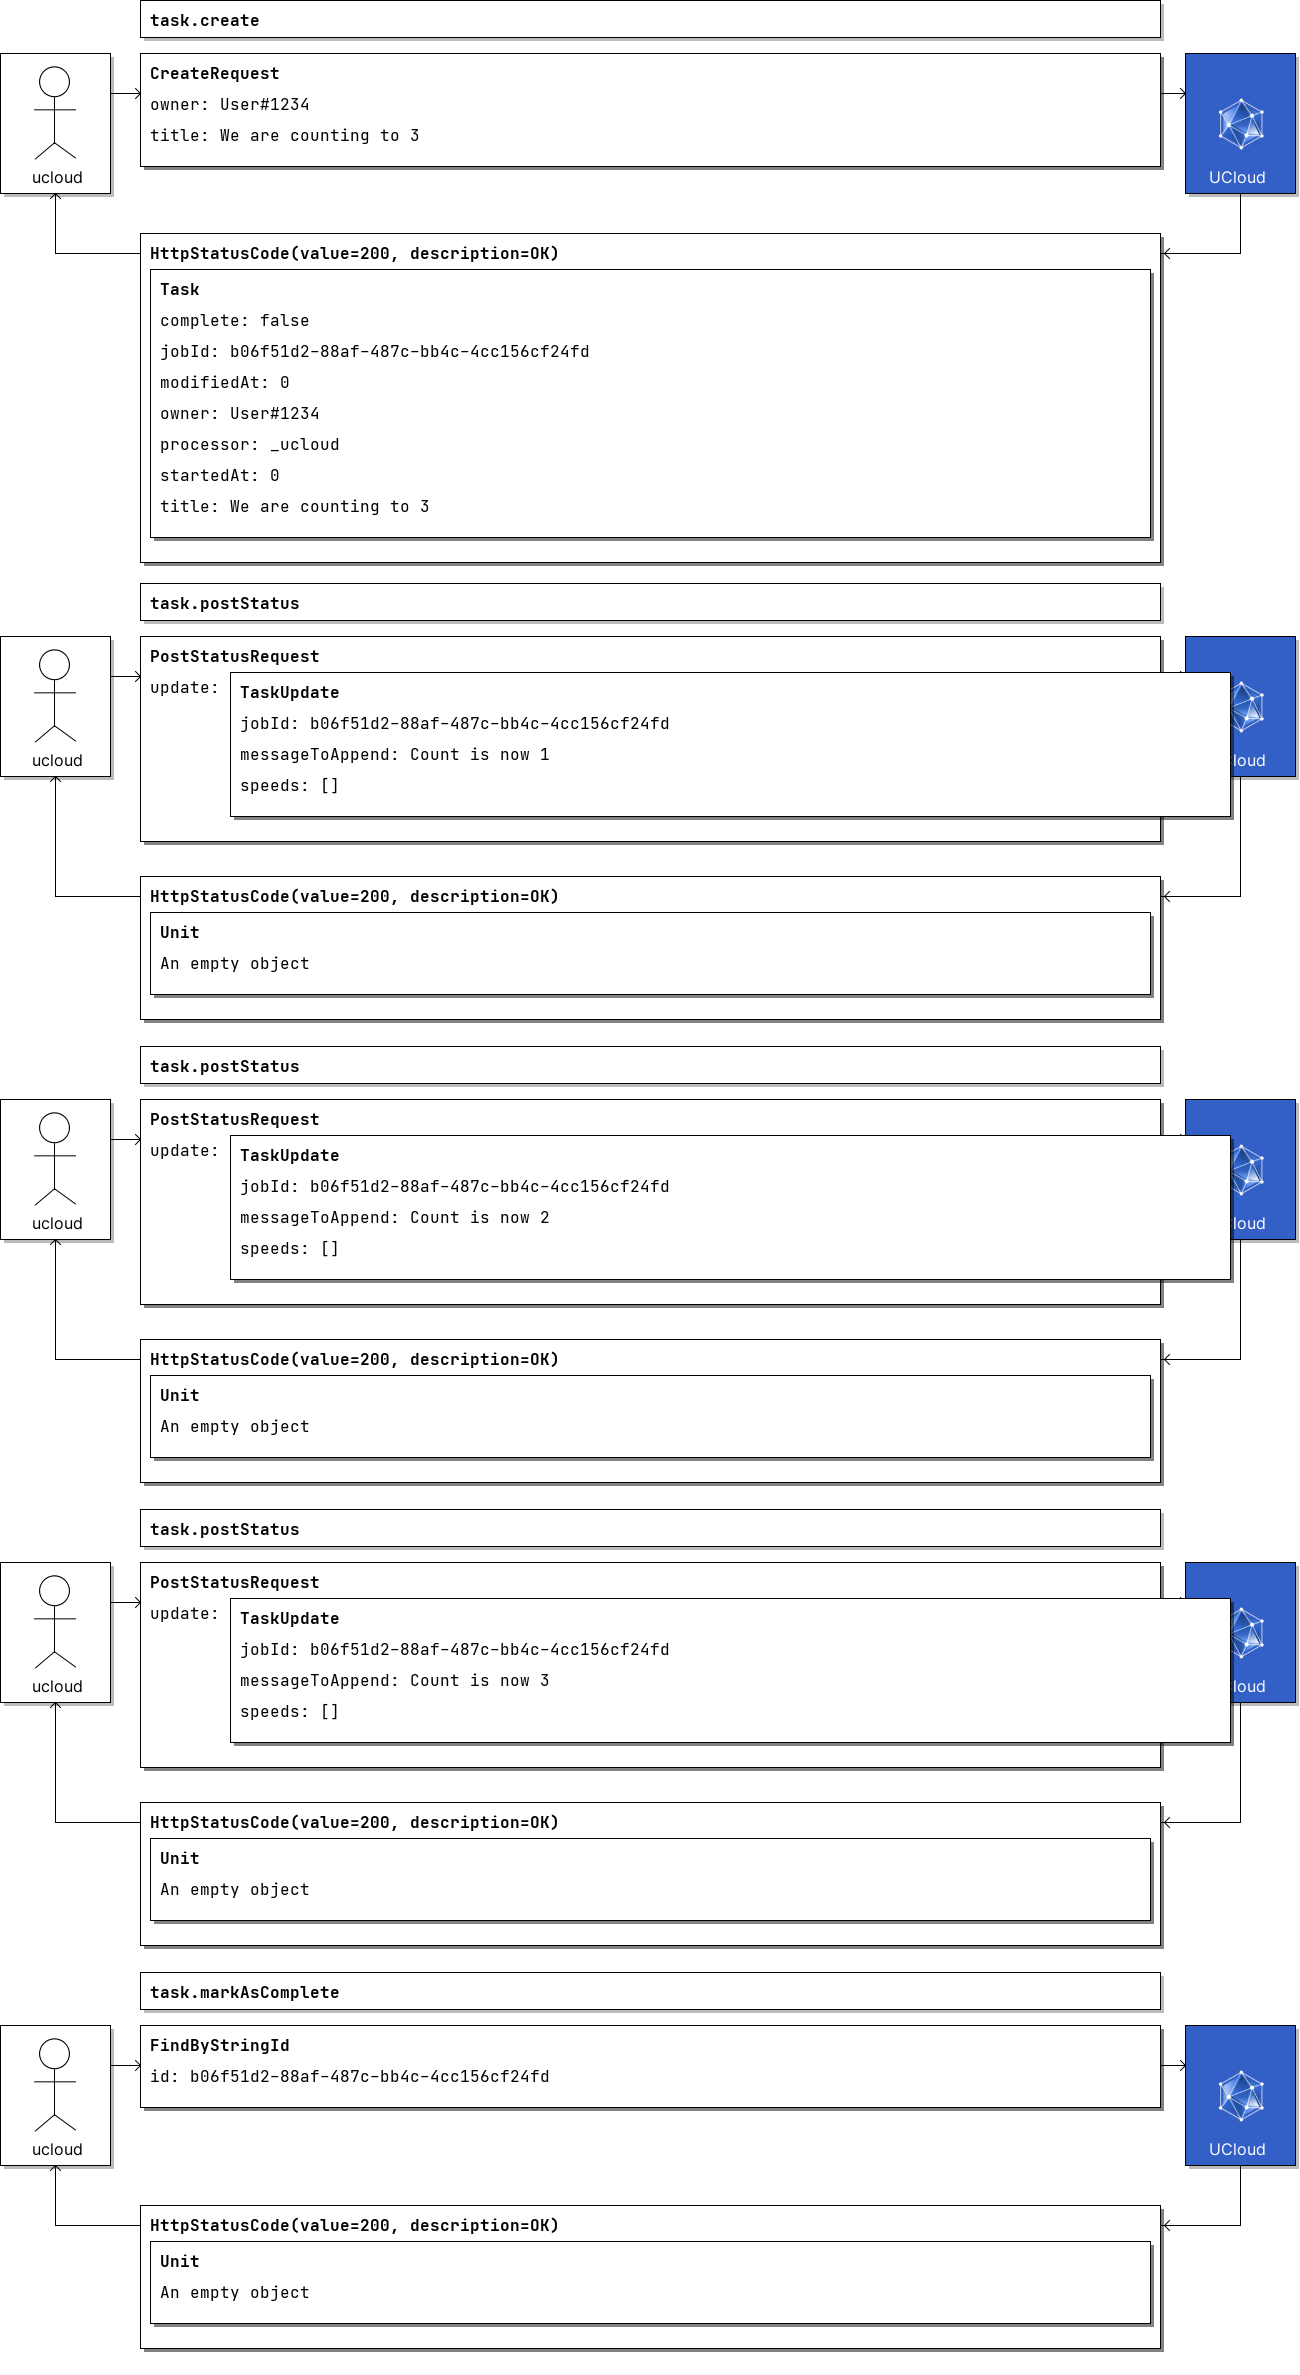 task.create
CreateRequest
owner: User#1234
title: We are counting to 3
ucloud
UCloud
HttpStatusCode(value=200, description=OK)
Task
complete: false
jobId: b06f51d2-88af-487c-bb4c-4cc156cf24fd
modifiedAt: 0
owner: User#1234
processor: _ucloud
startedAt: 0
title: We are counting to 3
task.postStatus
PostStatusRequest
update:
TaskUpdate
jobId: b06f51d2-88af-487c-bb4c-4cc156cf24fd
messageToAppend: Count is now 1
speeds: []
ucloud
loud
HttpStatusCode(value=200, description=OK)
Unit
An empty object
task.postStatus
PostStatusRequest
update:
TaskUpdate
jobId: b06f51d2-88af-487c-bb4c-4cc156cf24fd
messageToAppend: Count is now 2
speeds: []
ucloud
loud
HttpStatusCode(value=200, description=OK)
Unit
An empty object
task.postStatus
PostStatusRequest
update:
TaskUpdate
jobId: b06f51d2-88af-487c-bb4c-4cc156cf24fd
messageToAppend: Count is now 3
speeds: []
ucloud
loud
HttpStatusCode(value=200, description=OK)
Unit
An empty object
task.markAsComplete
FindByStringId
id: b06f51d2-88af-487c-bb4c-4cc156cf24fd
ucloud
UCloud
HttpStatusCode(value=200, description=OK)
Unit
An empty object